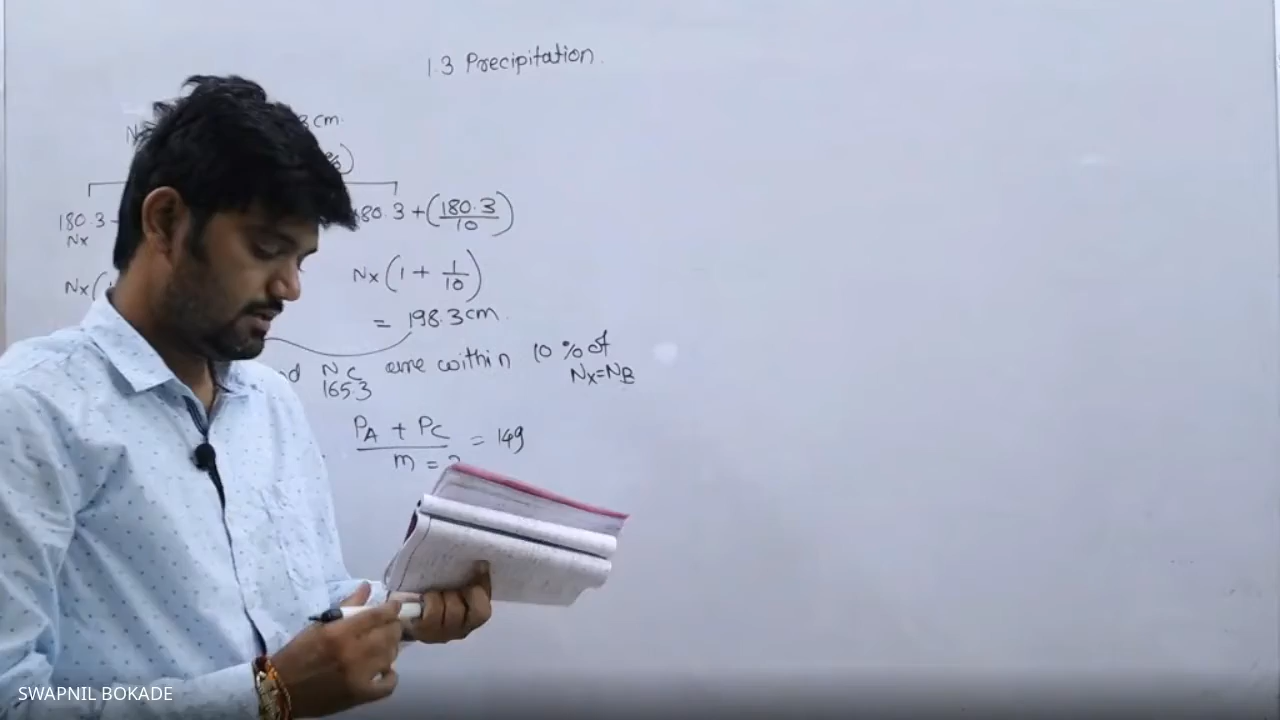 1.3 Precipitation.
cm.
180.3 - 180.3 + (180.3/10)
Nx
Nx( Nx(1 + 1/10)
= 198.3 cm.
Nc are within 10 % of
165.3 Nx=NB
PA + PC / m = = 149
SWAPNIL BOKADE